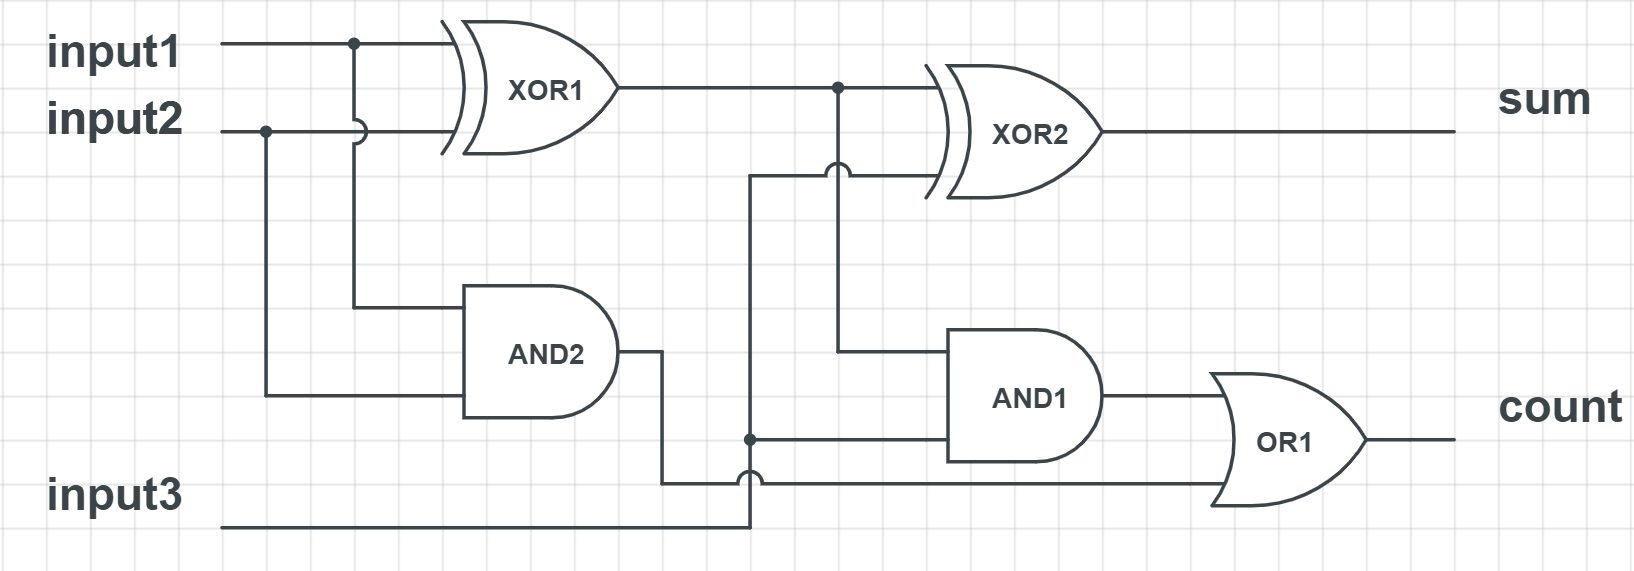 input1
input2
XOR1
XOR2
sum
AND2
AND1
count
OR1
input3